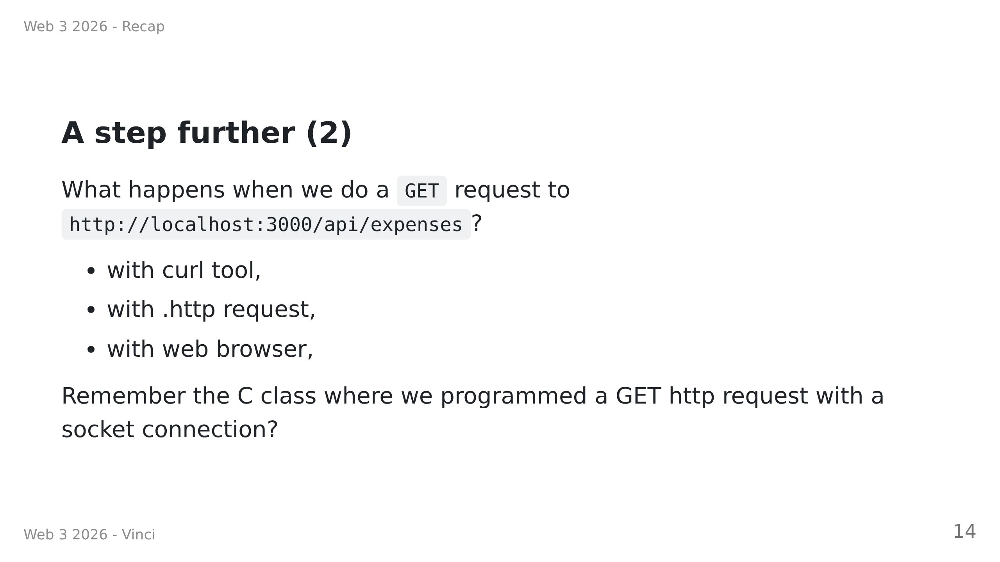 Web 3 2026 - Recap
A step further (2)
What happens when we do a GET request to
http://localhost:3000/api/expenses?
• with curl tool,
• with .http request,
• with web browser,
Remember the C class where we programmed a GET http request with a
socket connection?
Web 3 2026 - Vinci
14